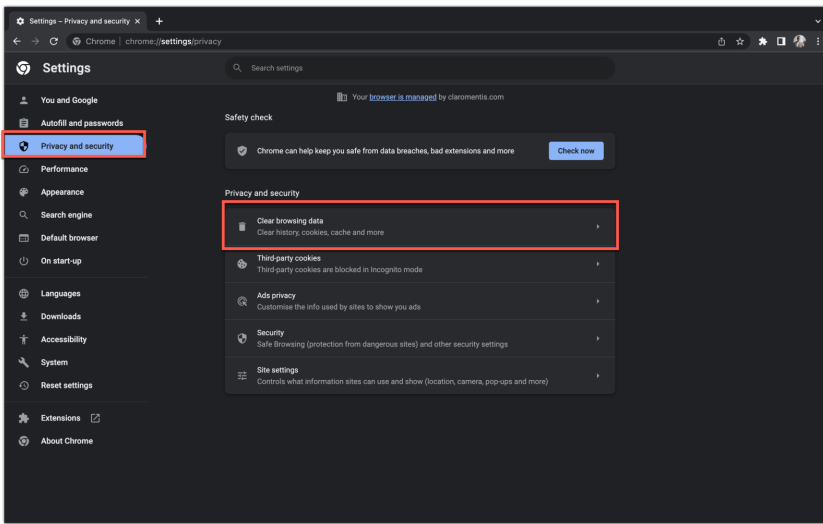 Settings – Privacy and security
Chrome | chrome://settings/privacy
Settings
Search settings
You and Google
Autofill and passwords
Privacy and security
Performance
Appearance
Search engine
Default browser
On start-up
Languages
Downloads
Accessibility
System
Reset settings
Extensions
About Chrome
Your browser is managed by claromentis.com
Safety check
Chrome can help keep you safe from data breaches, bad extensions and more
Check now
Privacy and security
Clear browsing data
Clear history, cookies, cache and more
Third-party cookies
Third-party cookies are blocked in Incognito mode
Ads privacy
Customise the info used by sites to show you ads
Security
Safe Browsing (protection from dangerous sites) and other security settings
Site settings
Controls what information sites can use and show (location, camera, pop-ups and more)